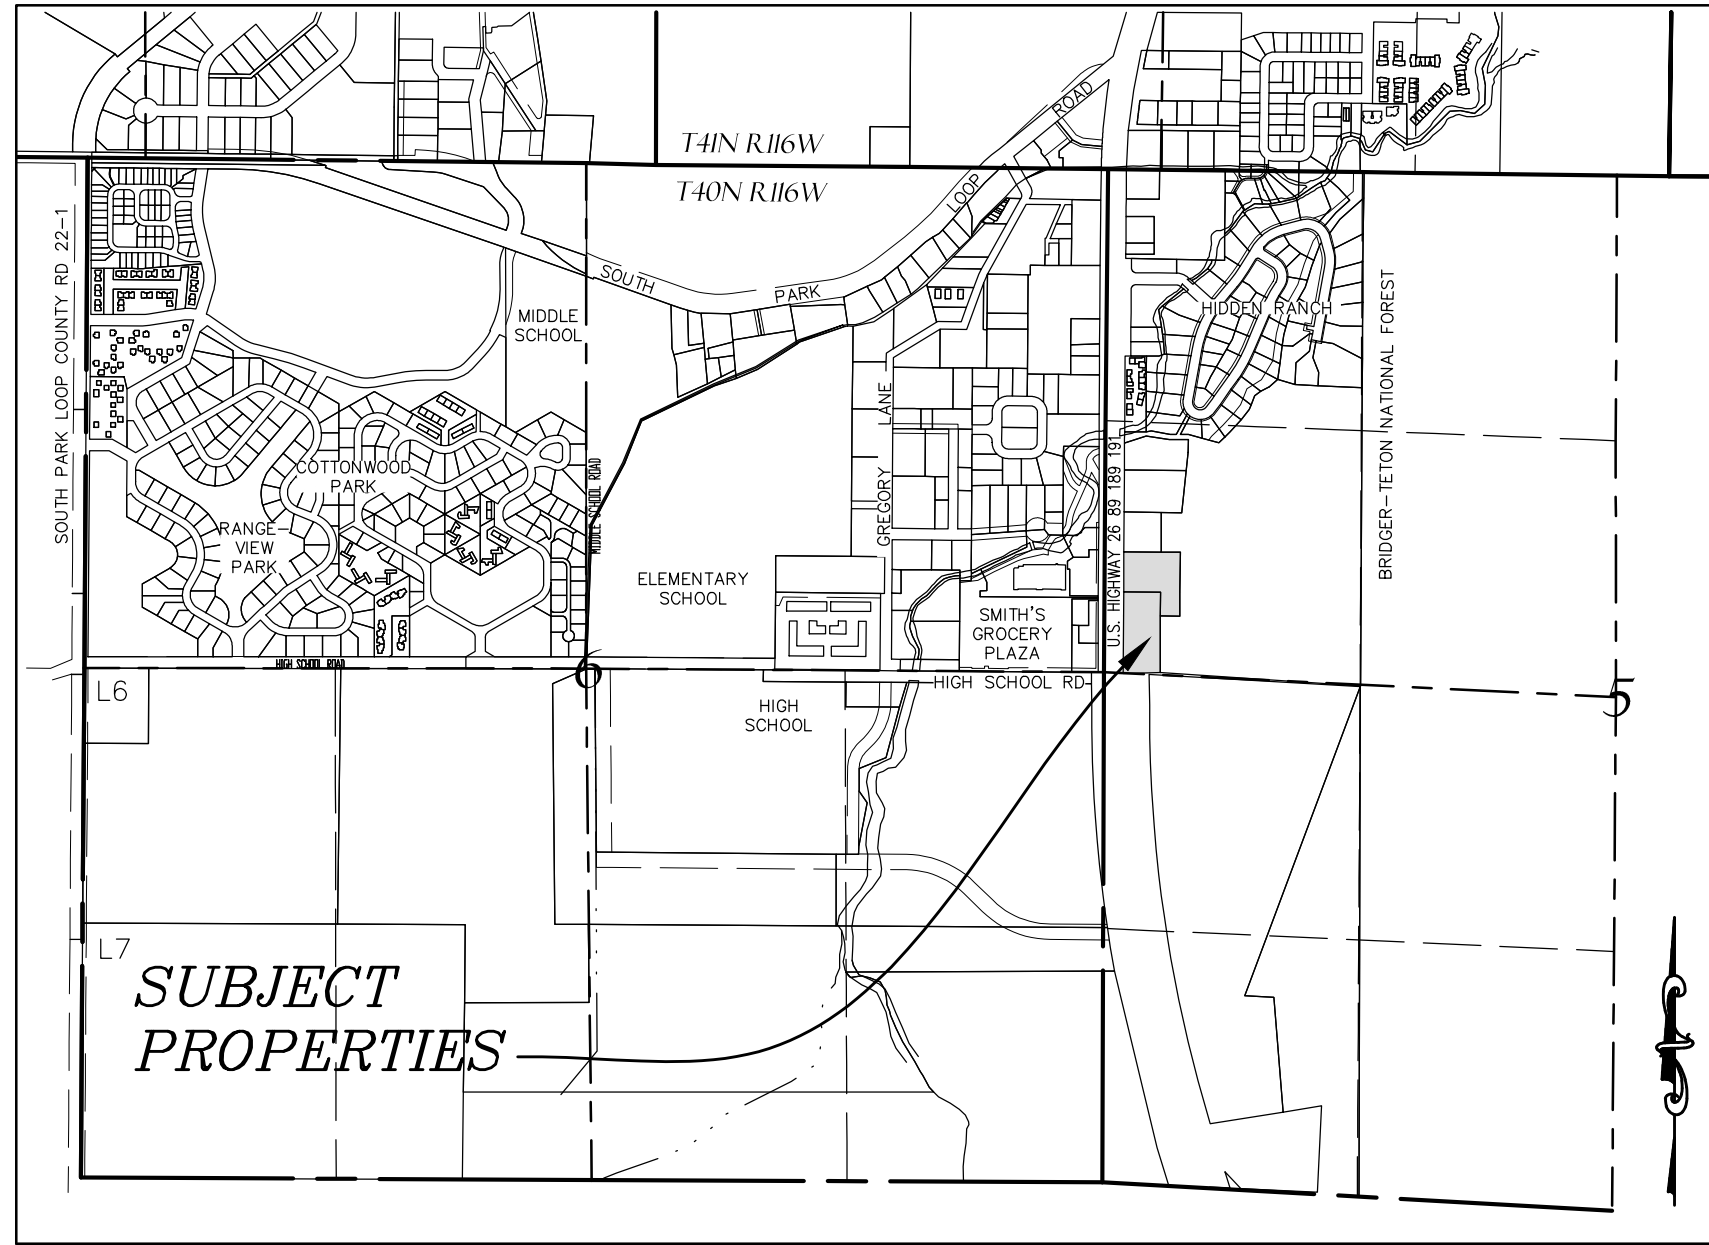 T41N R116W
T40N R116W
ROAD
LOOP
PARK
SOUTH
SOUTH PARK LOOP COUNTY RD 22-1
MIDDLE
SCHOOL
HIDDEN RANCH
BRIDGER-TETON NATIONAL FOREST
GREGORY LANE
COTTONWOOD
PARK
RANGE-
VIEW
PARK
MIDDLE SCHOOL ROAD
U.S. HIGHWAY 26 89 189 191
ELEMENTARY
SCHOOL
SMITH'S
GROCERY
PLAZA
HIGH SCHOOL ROAD
6
HIGH SCHOOL RD
5
L6
HIGH
SCHOOL
L7
SUBJECT
PROPERTIES